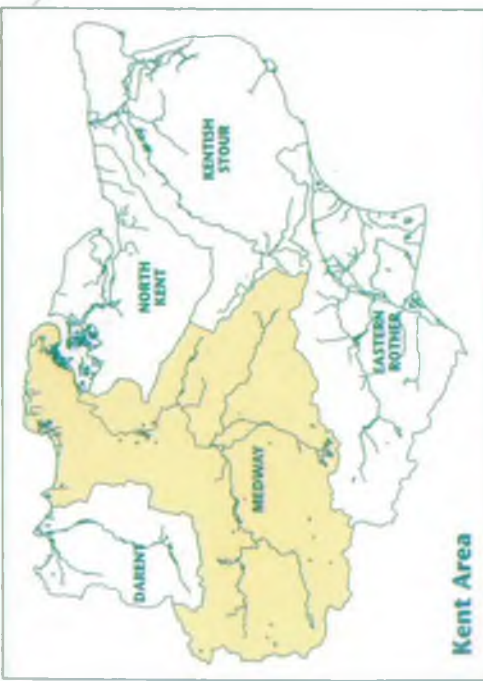 DARENT
MEDWAY
NORTH
KENT
KENTISH
STOUR
EASTERN
ROTHER
Kent Area